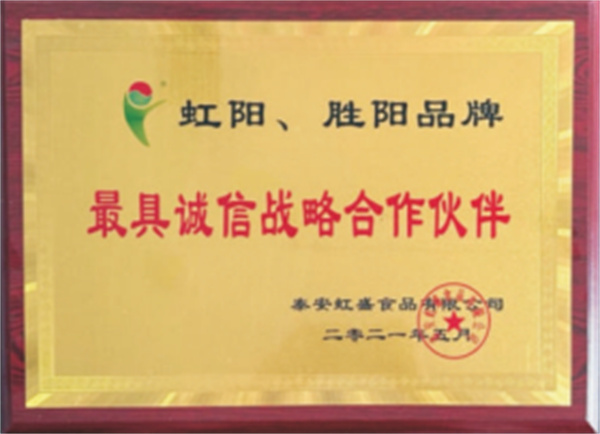 虹阳、胜阳品牌
最具诚信战略合作伙伴
泰安虹盛食品有限公司
二零二一年五月